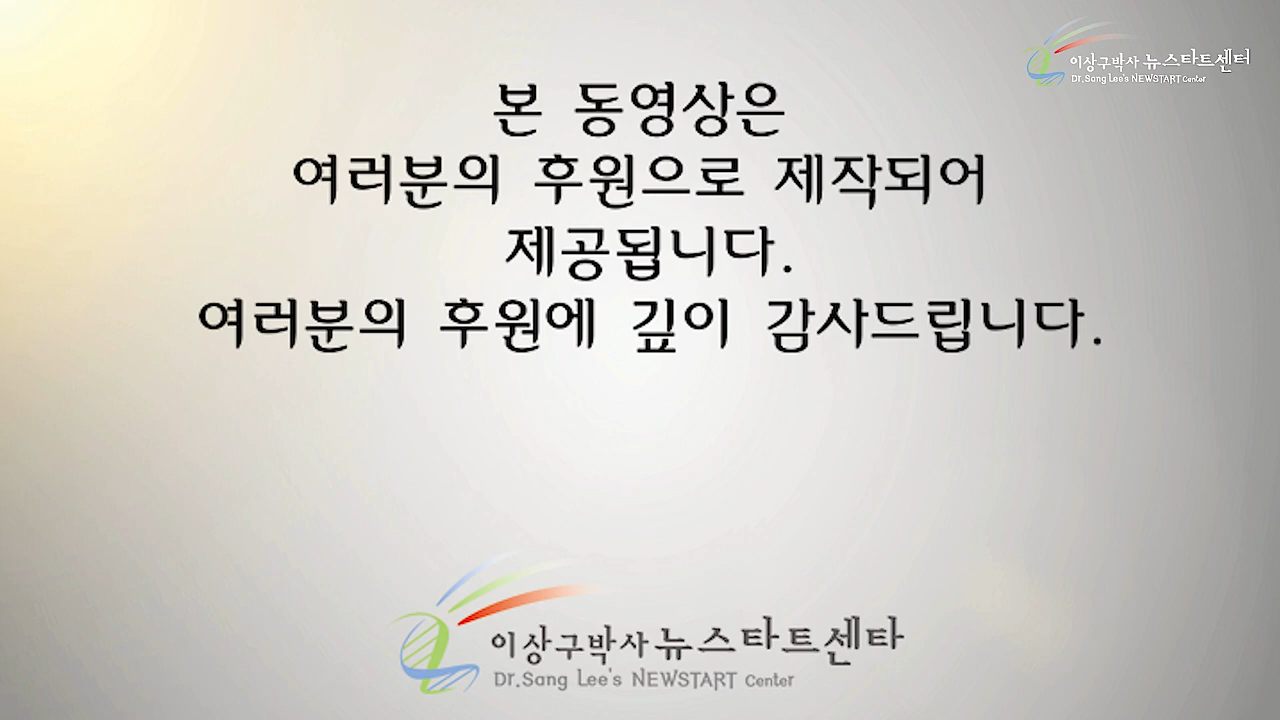 이상구박사 뉴스타트센터
Dr.Sang Lee's NEWSTART Center
본 동영상은
여러분의 후원으로 제작되어
제공됩니다.
여러분의 후원에 깊이 감사드립니다.
이상구박사 뉴스타트센타
Dr.Sang Lee's NEWSTART Center